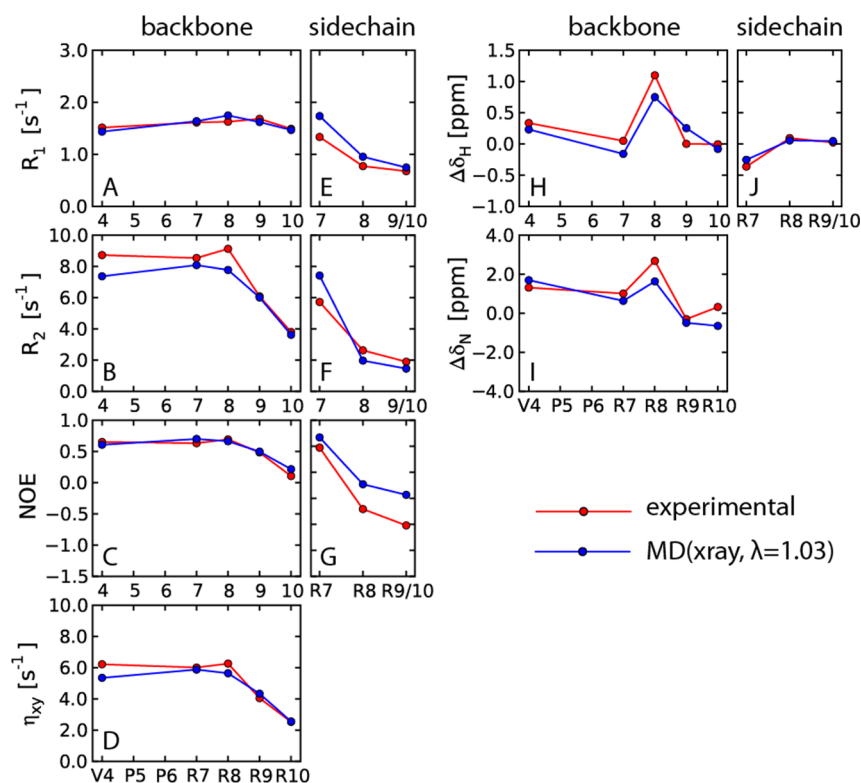 backbone sidechain
3.0
2.0
R1 [s-1]
1.0
0.0
A
E
4 5 6 7 8 9 10 7 8 9/10
10.0
8.0
6.0
R2 [s-1]
4.0
2.0
0.0
B
F
4 5 6 7 8 9 10 7 8 9/10
1.0
0.5
0.0
NOE
-0.5
-1.0
-1.5
C
G
4 5 6 7 8 9 10 R7 R8 R9/10
10.0
8.0
6.0
ηxy [s-1]
4.0
2.0
0.0
D
V4 P5 P6 R7 R8 R9 R10
backbone sidechain
1.5
1.0
0.5
ΔδH [ppm]
0.0
-0.5
-1.0
H
J
4 5 6 7 8 9 10 R7 R8 R9/10
4.0
2.0
ΔδN [ppm]
0.0
-2.0
-4.0
I
V4 P5 P6 R7 R8 R9 R10
experimental
MD(xray, λ=1.03)